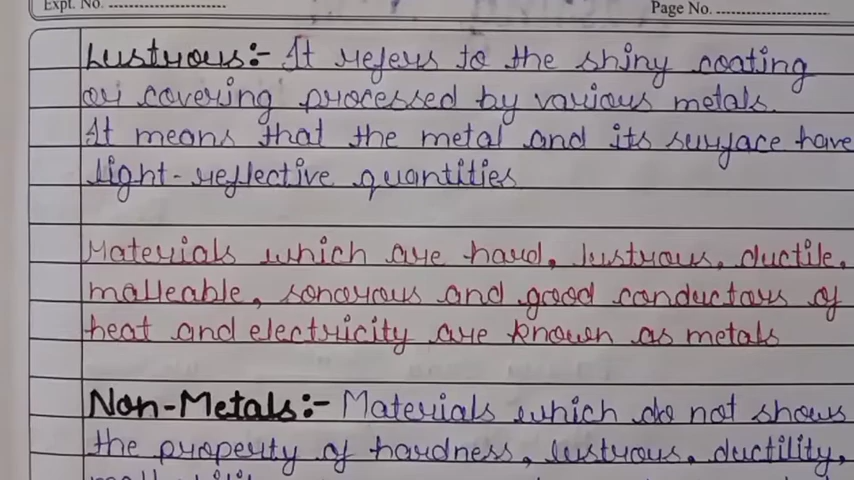 Expt. No.
Page No.
Lustrous:- It refers to the shiny coating
or covering processed by various metals.
It means that the metal and its surface have
light-reflective quantities
Materials which are hard, lustrous, ductile,
malleable, sonorous and good conductors of
heat and electricity are known as metals
Non-Metals:- Materials which do not shows
the property of hardness, lustrous, ductility,